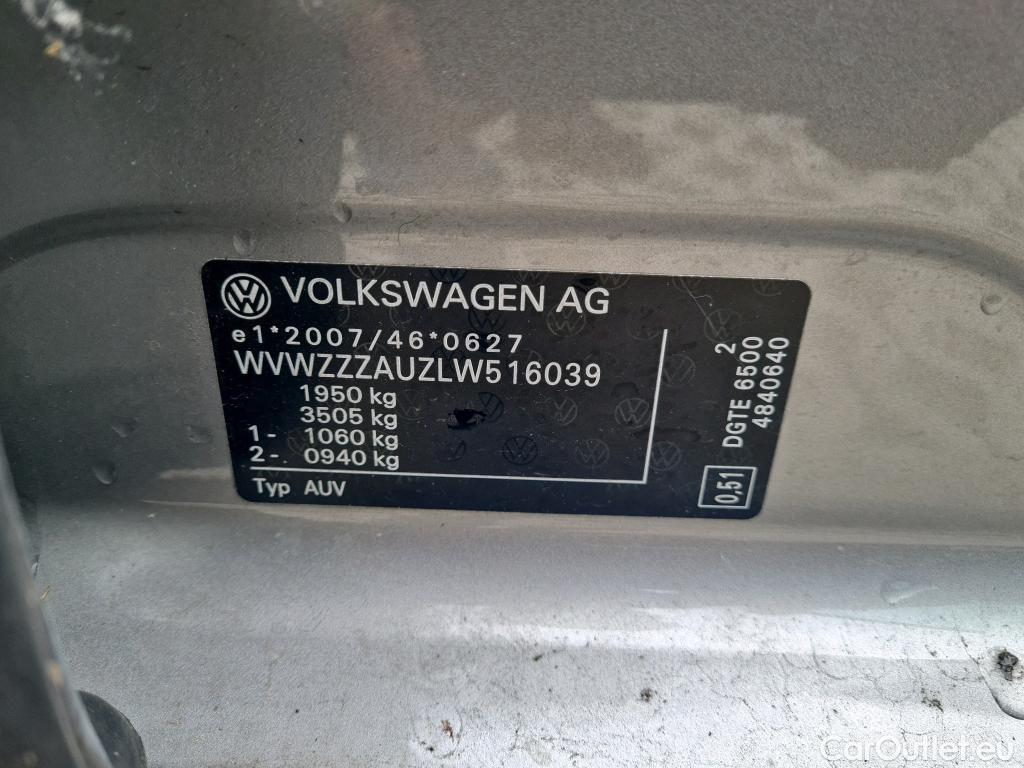 VOLKSWAGEN AG
e1*2007/46*0627
WVWZZZAUZLW516039
1950 kg
3505 kg
1- 1060 kg
2-. 0940 kg
Typ AUV
2
DGTE 6500
4840640
0,51
CarOutlet.eu